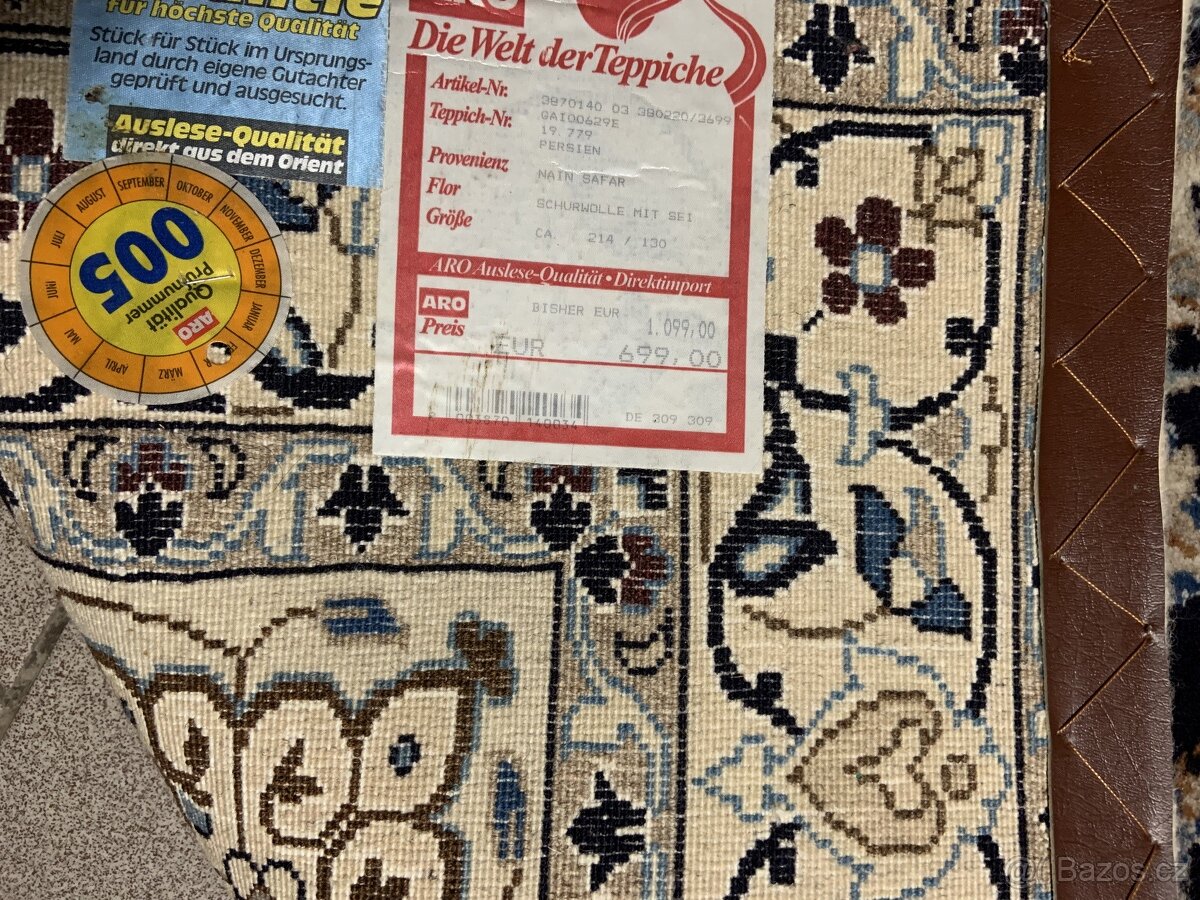 für höchste Qualität
Stück für Stück im Ursprungs-
land durch eigene Gutachter
geprüft und ausgesucht.
Auslese-Qualität
direkt aus dem Orient
JANUAR
MÄRZ
APRIL
MAI
JUNI
JULI
AUGUST
SEPTEMBER
OKTOBER
NOVEMBER
DEZEMBER
005
Qualität
Prüfnummer
ARO
ARO
Die Welt der Teppiche
Artikel-Nr. 3870140 03 380220/3699
Teppich-Nr. GAI00629E
19.779
Provenienz PERSIEN
Flor NAIN SAFAR
Größe SCHURWOLLE MIT SEI
CA. 214 / 130
ARO Auslese-Qualität • Direktimport
ARO
Preis
BISHER EUR 1.099,00
EUR 699,00
003870 140034
DE 309 309
@ Bazos.cz